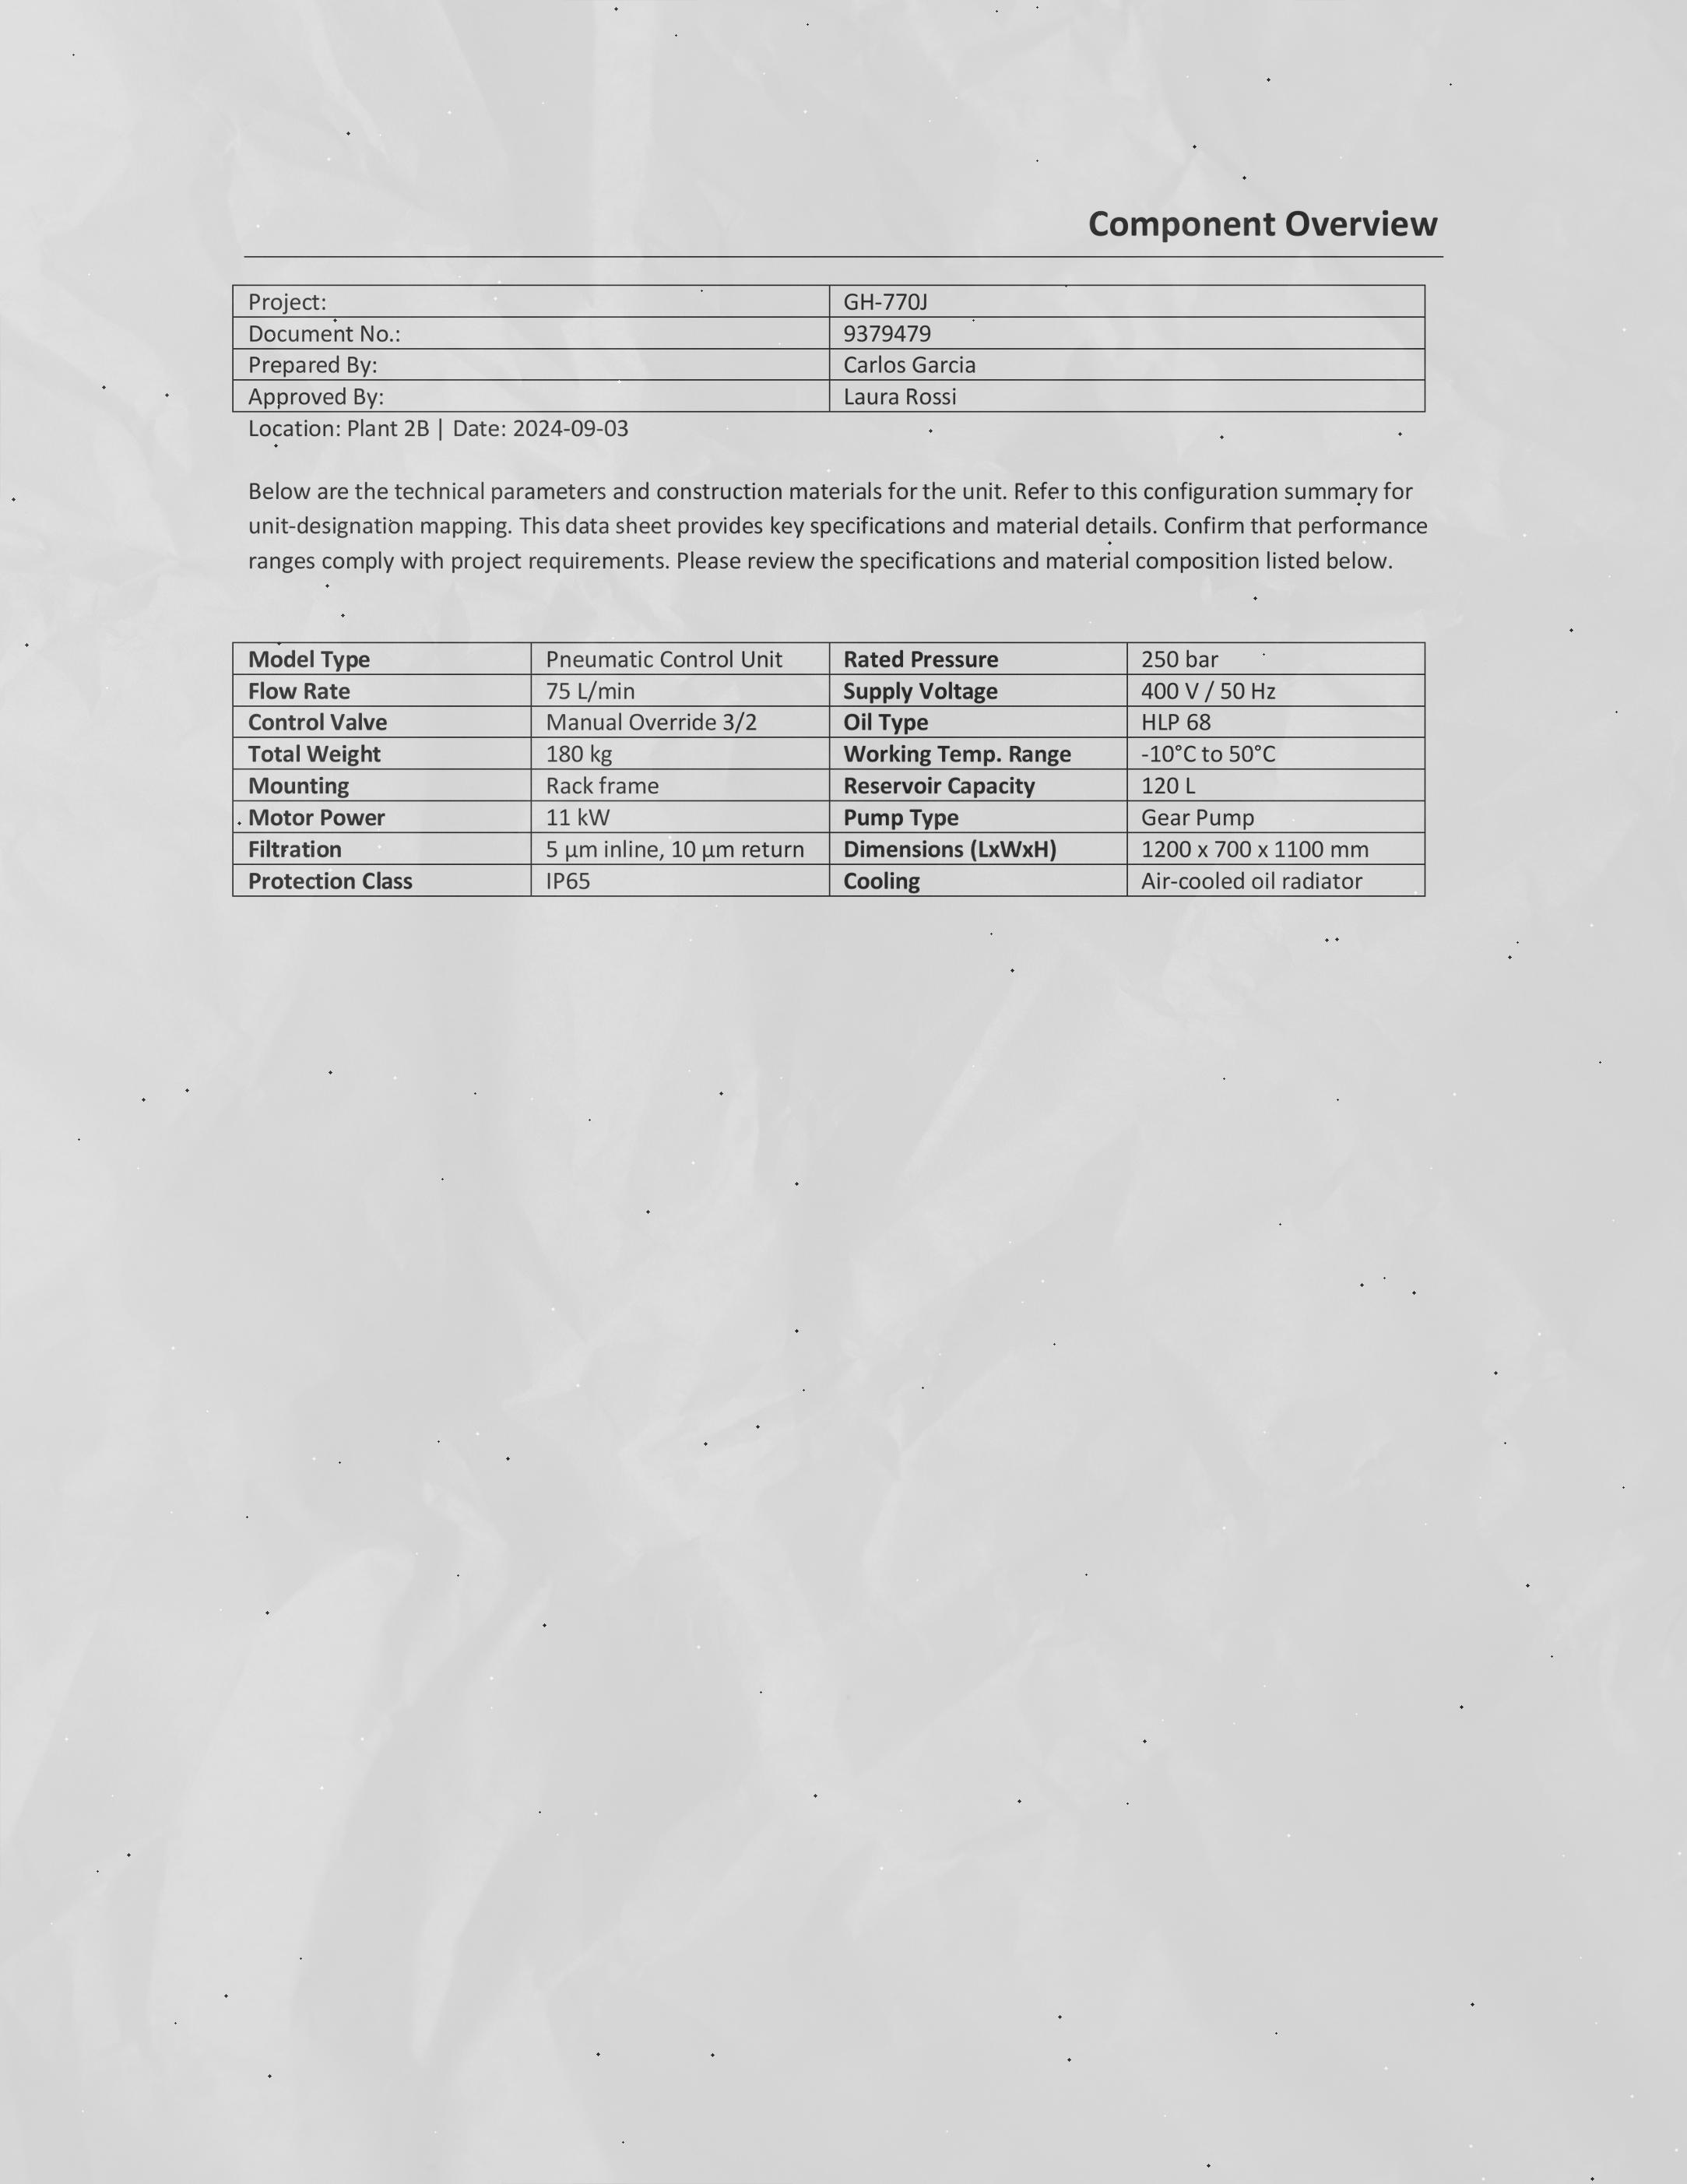 Component Overview
Project: GH-770J
Document No.: 9379479
Prepared By: Carlos Garcia
Approved By: Laura Rossi
Location: Plant 2B | Date: 2024-09-03
Below are the technical parameters and construction materials for the unit. Refer to this configuration summary for
unit-designation mapping. This data sheet provides key specifications and material details. Confirm that performance
ranges comply with project requirements. Please review the specifications and material composition listed below.
Model Type Pneumatic Control Unit Rated Pressure 250 bar
Flow Rate 75 L/min Supply Voltage 400 V / 50 Hz
Control Valve Manual Override 3/2 Oil Type HLP 68
Total Weight 180 kg Working Temp. Range -10°C to 50°C
Mounting Rack frame Reservoir Capacity 120 L
Motor Power 11 kW Pump Type Gear Pump
Filtration 5 µm inline, 10 µm return Dimensions (LxWxH) 1200 x 700 x 1100 mm
Protection Class IP65 Cooling Air-cooled oil radiator